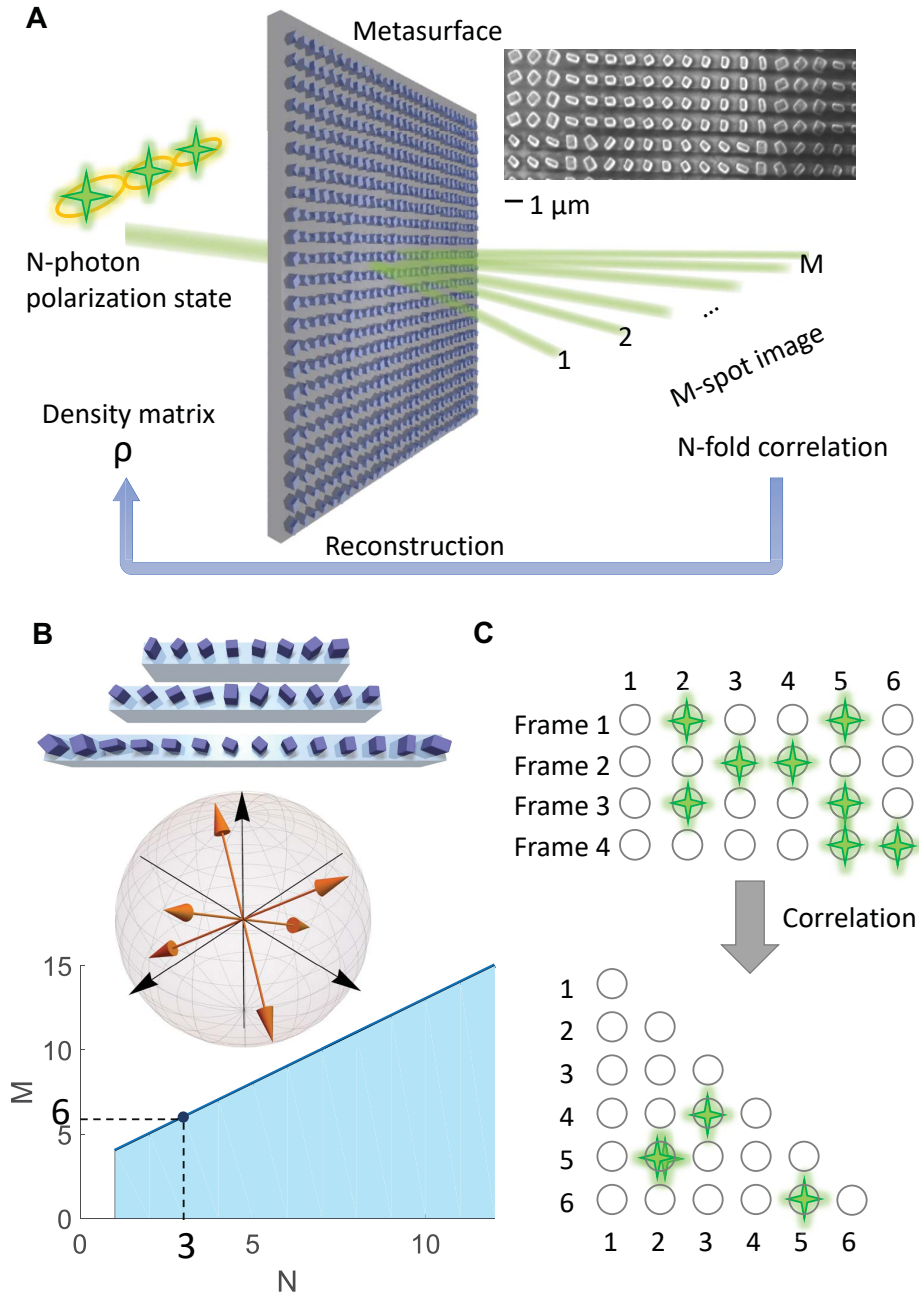 A
Metasurface
1 μm
N-photon
polarization state
M
...
2
1
M-spot image
Density matrix
ρ
N-fold correlation
Reconstruction
B
15
10
M
6
5
0
0
3
5
10
N
C
1 2 3 4 5 6
Frame 1
Frame 2
Frame 3
Frame 4
Correlation
1
2
3
4
5
6
1 2 3 4 5 6